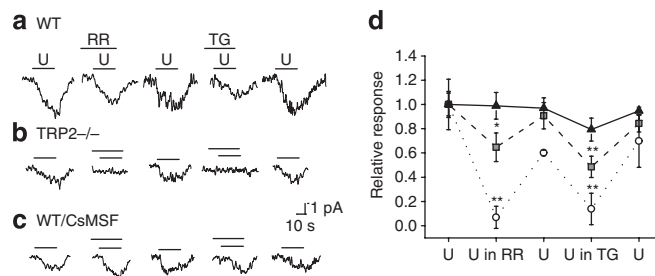 a WT
RR TG
U U U U U
b TRP2–/–
1 pA
10 s
c WT/CsMSF
d
Relative response
1.4
1.2
1.0
0.8
0.6
0.4
0.2
0.0
*
**
**
**
U U in RR U U in TG U